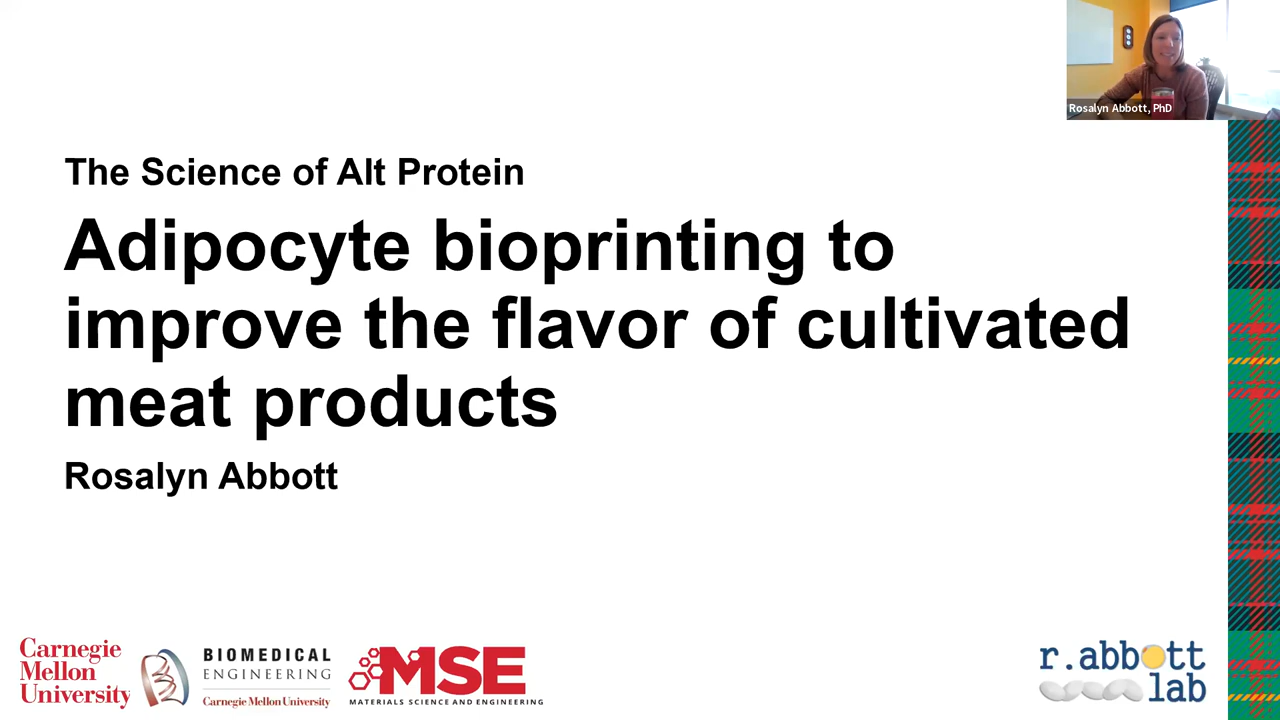 Rosalyn Abbott, PhD
The Science of Alt Protein
Adipocyte bioprinting to
improve the flavor of cultivated
meat products
Rosalyn Abbott
Carnegie
Mellon
University
BIOMEDICAL
ENGINEERING
Carnegie Mellon University
MSE
MATERIALS SCIENCE AND ENGINEERING
r.abbott
lab